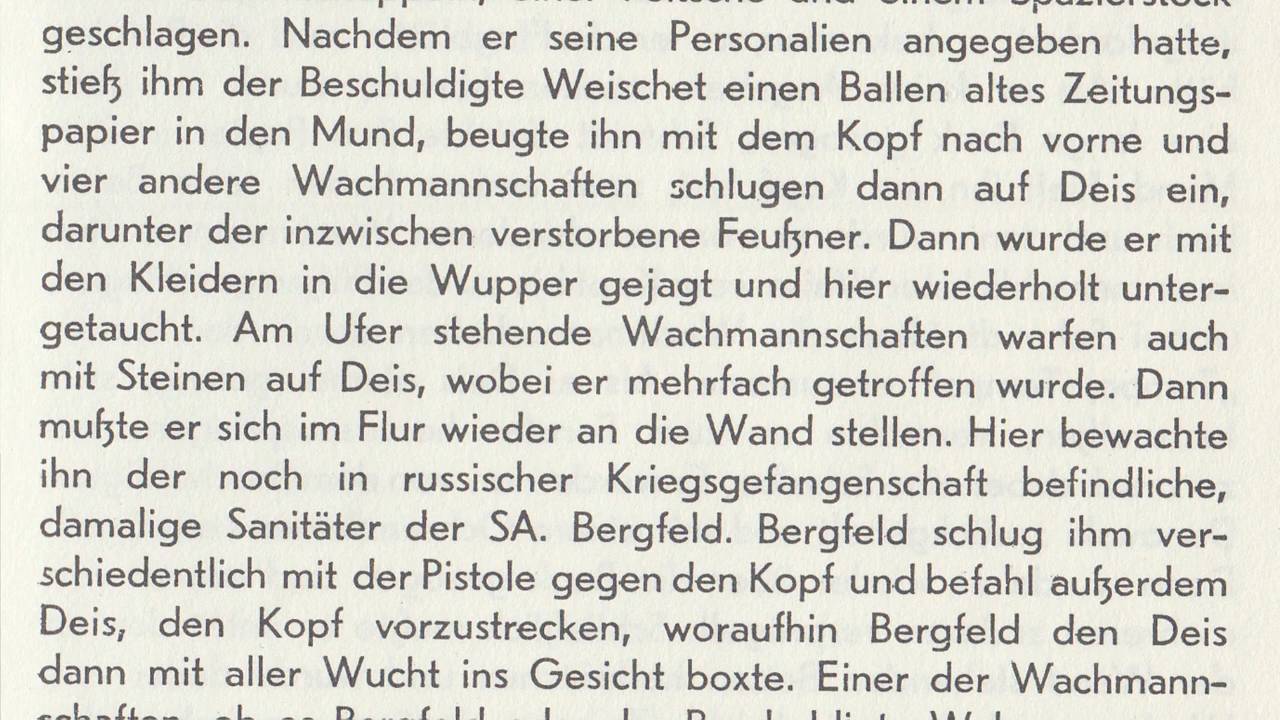 geschlagen. Nachdem er seine Personalien angegeben hatte,
stieß ihm der Beschuldigte Weischet einen Ballen altes Zeitungs-
papier in den Mund, beugte ihn mit dem Kopf nach vorne und
vier andere Wachmannschaften schlugen dann auf Deis ein,
darunter der inzwischen verstorbene Feußner. Dann wurde er mit
den Kleidern in die Wupper gejagt und hier wiederholt unter-
getaucht. Am Ufer stehende Wachmannschaften warfen auch
mit Steinen auf Deis, wobei er mehrfach getroffen wurde. Dann
mußte er sich im Flur wieder an die Wand stellen. Hier bewachte
ihn der noch in russischer Kriegsgefangenschaft befindliche,
damalige Sanitäter der SA. Bergfeld. Bergfeld schlug ihm ver-
schiedentlich mit der Pistole gegen den Kopf und befahl außerdem
Deis, den Kopf vorzustrecken, woraufhin Bergfeld den Deis
dann mit aller Wucht ins Gesicht boxte. Einer der Wachmann-